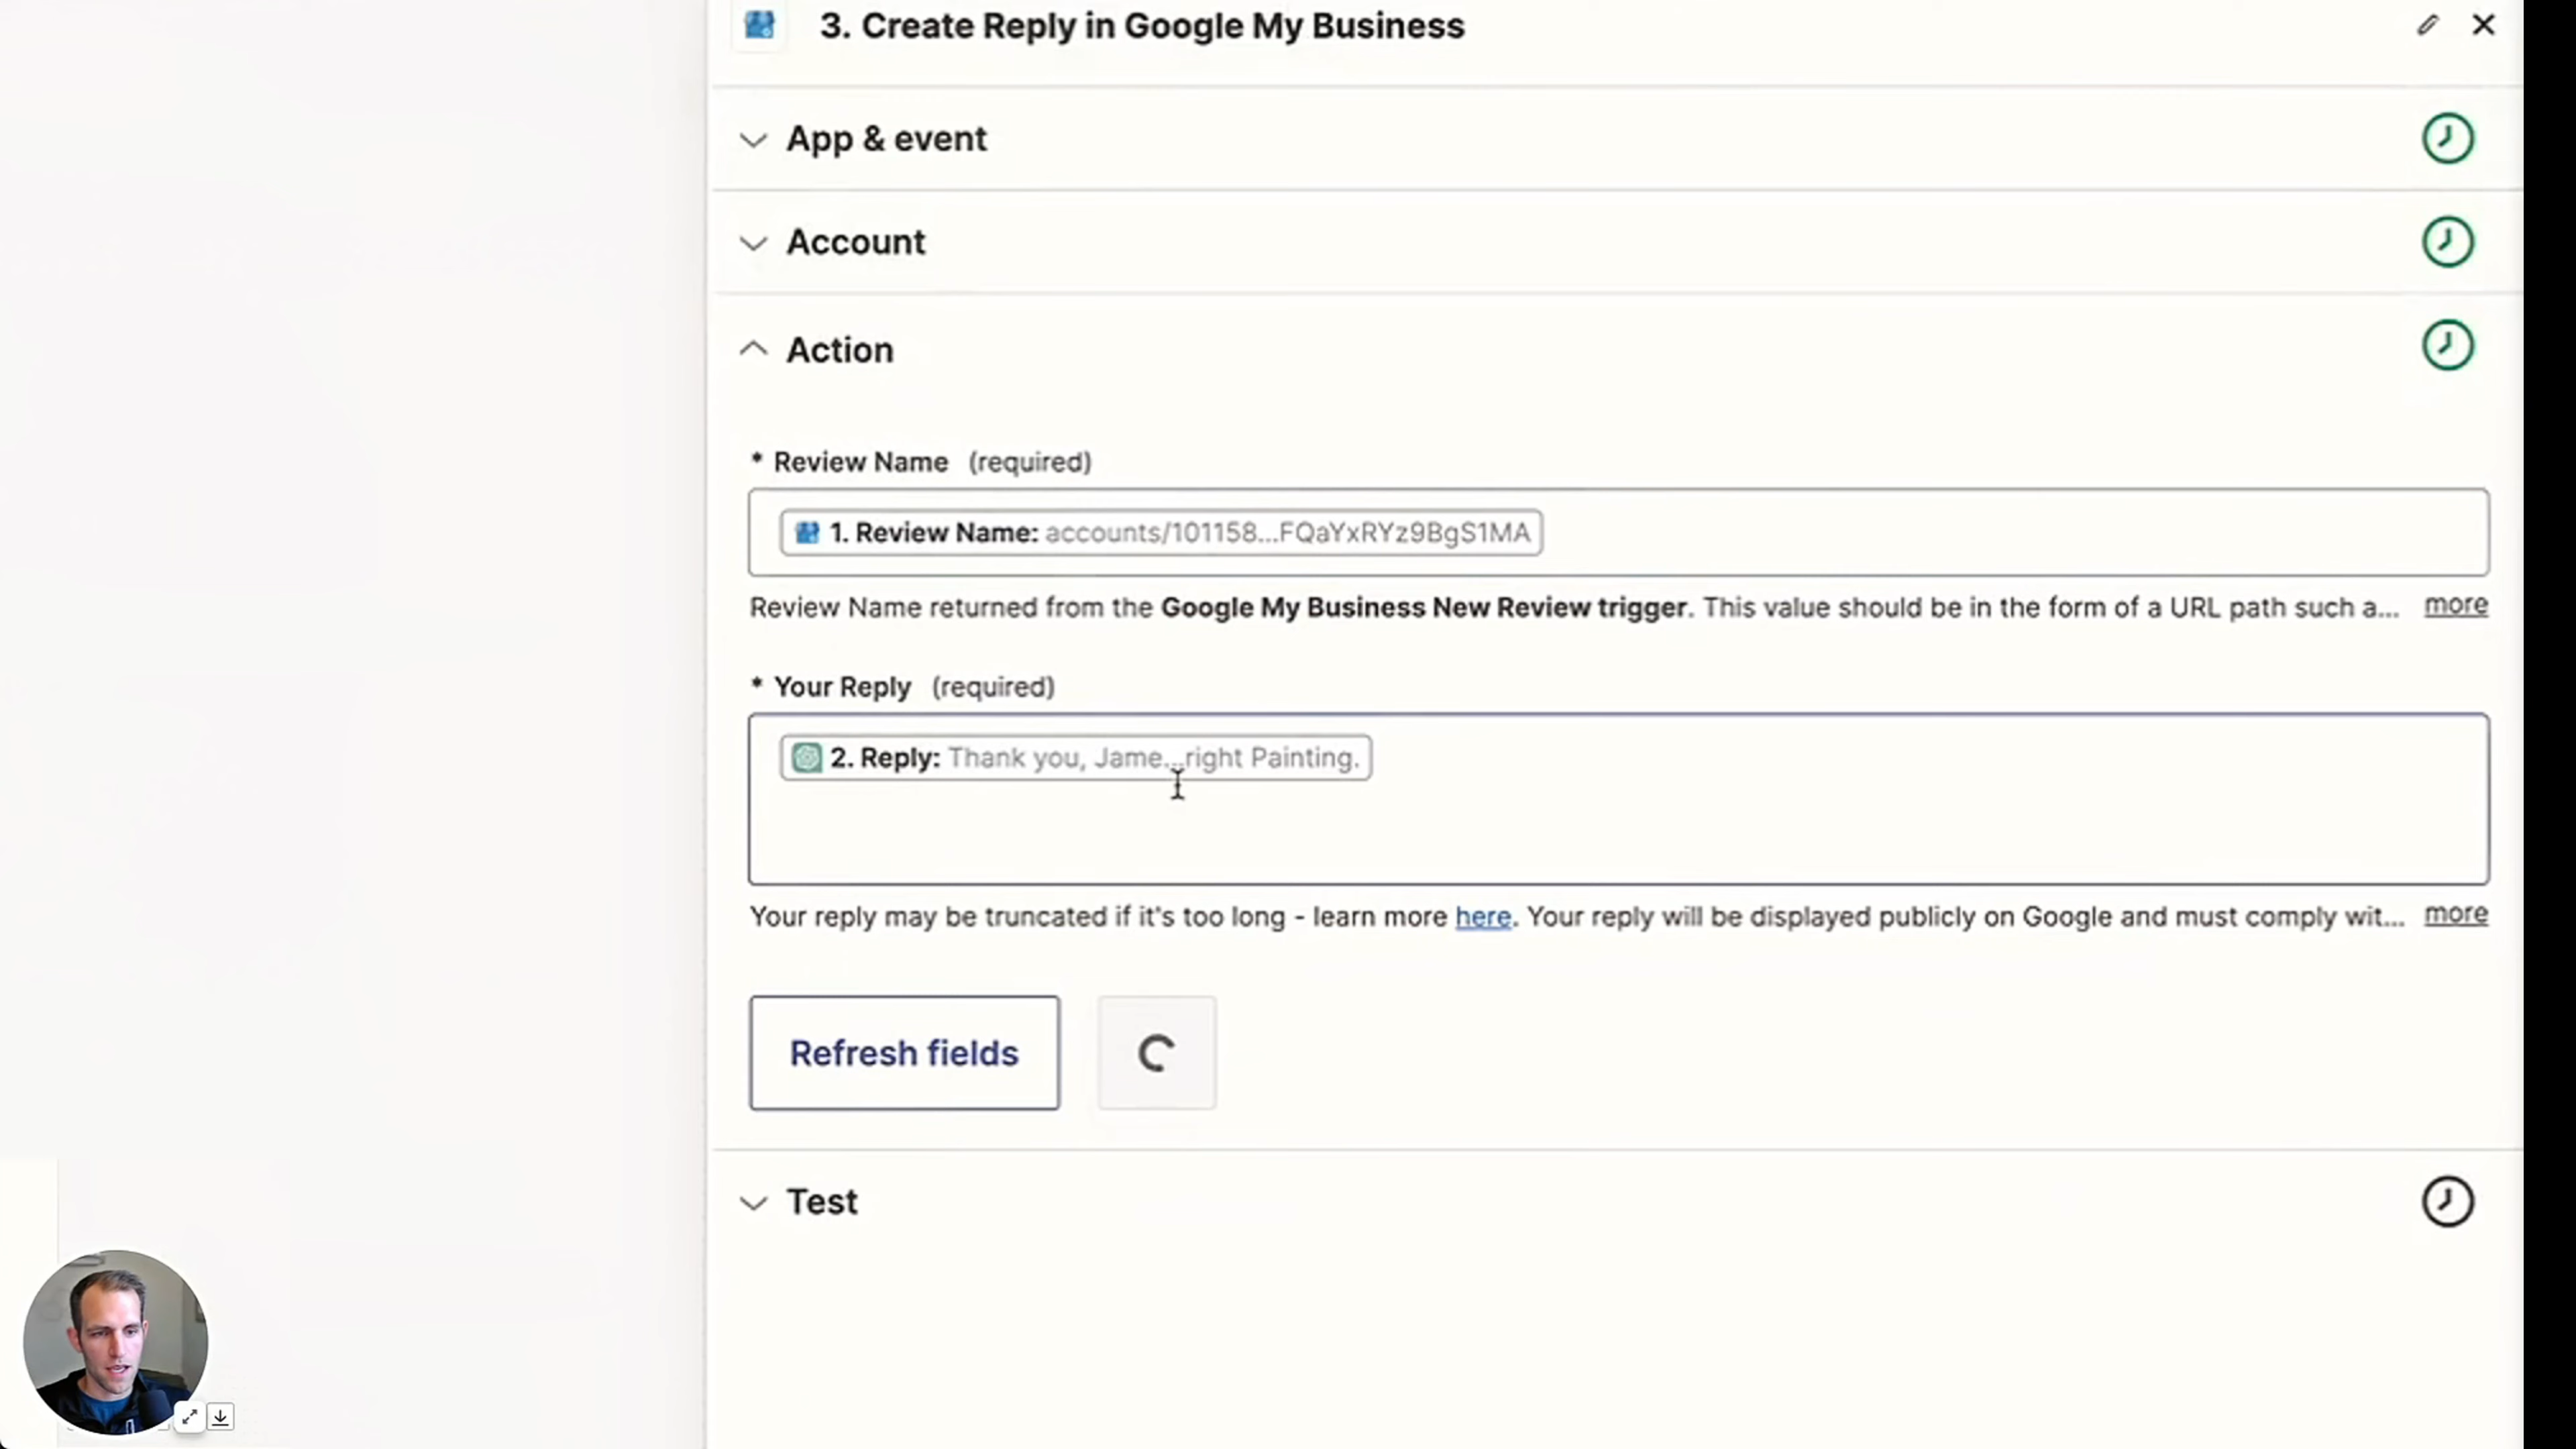 3. Create Reply in Google My Business
App & event
Account
Action
* Review Name (required)
1. Review Name: accounts/101158...FQaYxRYz9BgS1MA
Review Name returned from the Google My Business New Review trigger. This value should be in the form of a URL path such a... more
* Your Reply (required)
2. Reply: Thank you, Jame...right Painting.
Your reply may be truncated if it's too long - learn more here. Your reply will be displayed publicly on Google and must comply wit... more
Refresh fields
Test